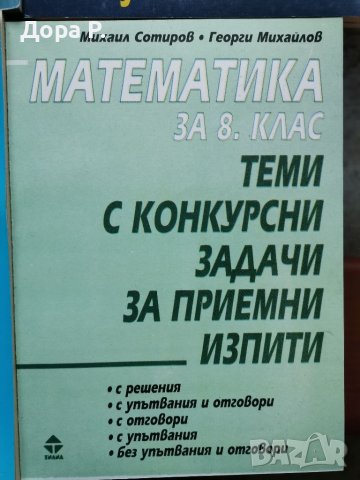 Дора Р.
Михаил Сотиров • Георги Михайлов
МАТЕМАТИКА
ЗА 8. КЛАС
ТЕМИ
С КОНКУРСНИ
ЗАДАЧИ
ЗА ПРИЕМНИ
ИЗПИТИ
• с решения
• с упътвания и отговори
• с отговори
• с упътвания
• без упътвания и отговори
BAZAR